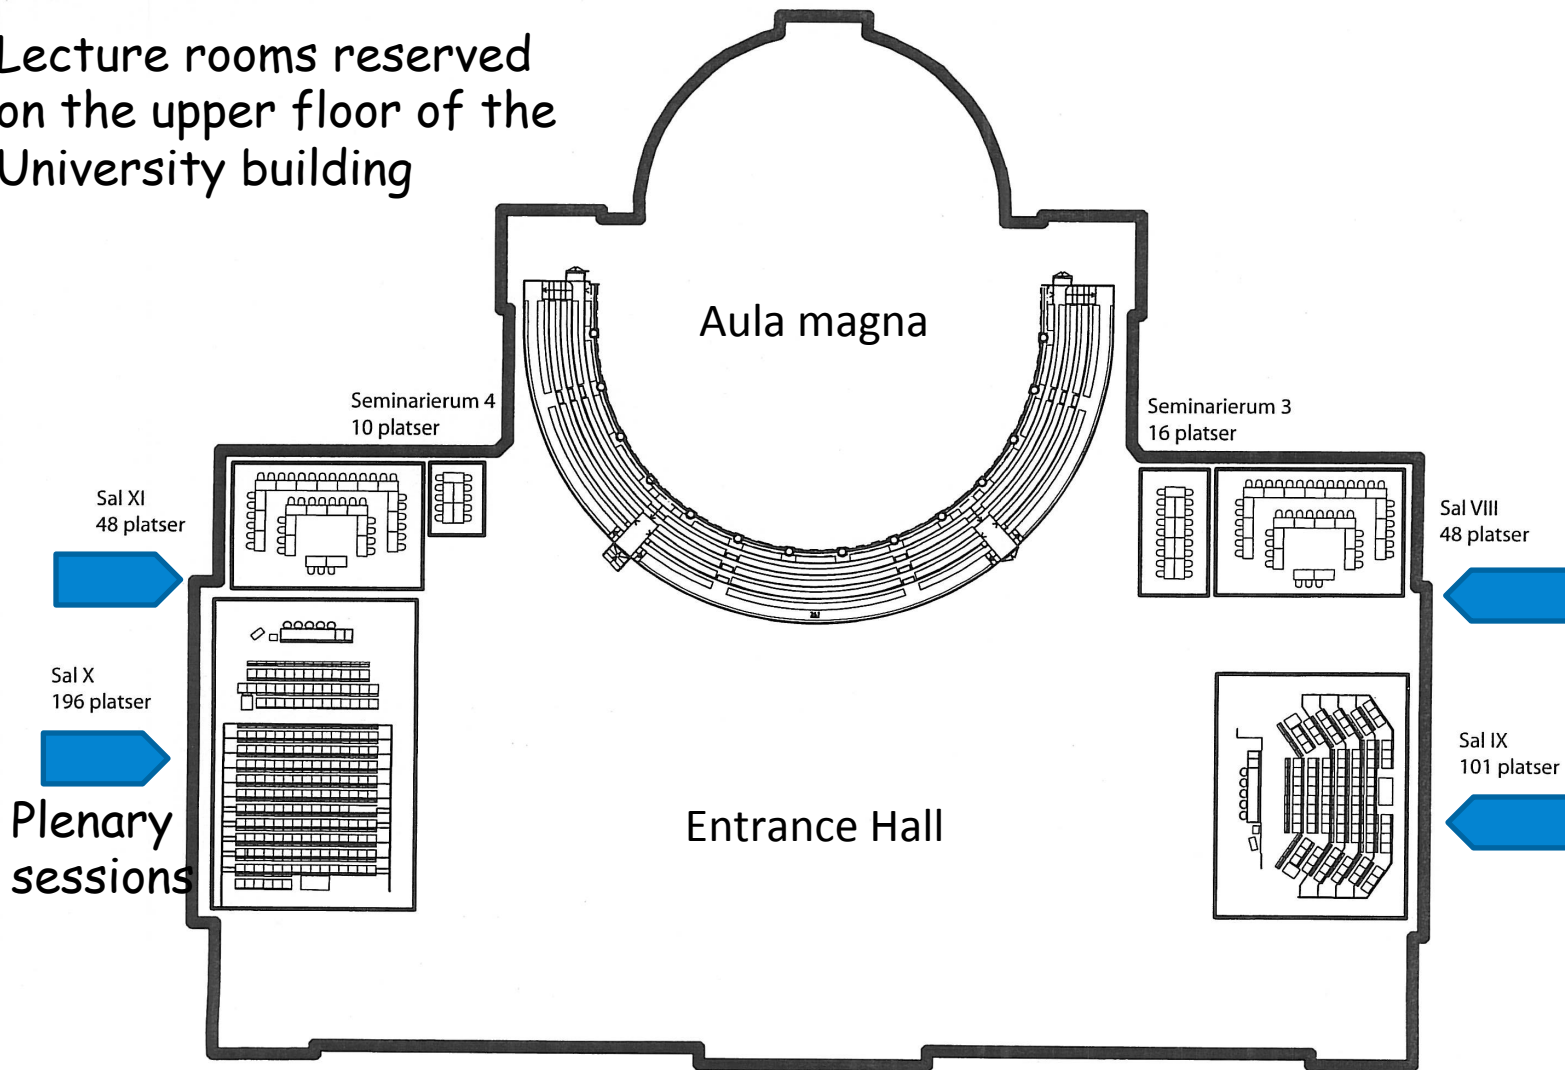 Lecture rooms reserved
on the upper floor of the
University building
Aula magna
Seminarierum 4
10 platser
Seminarierum 3
16 platser
Sal XI
48 platser
Sal VIII
48 platser
Sal X
196 platser
Sal IX
101 platser
Plenary
sessions
Entrance Hall